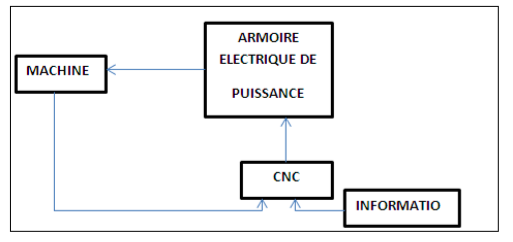 ARMOIRE
ELECTRIQUE DE
PUISSANCE
MACHINE
CNC
INFORMATIO